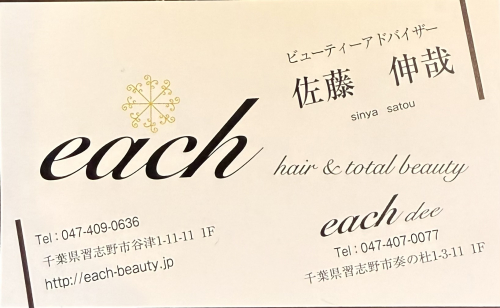 ビューティーアドバイザー
佐藤 伸哉
sinya satou
each
hair & total beauty
Tel : 047-409-0636
千葉県習志野市谷津1-11-11 1F
http://each-beauty.jp
each dee
Tel : 047-407-0077
千葉県習志野市奏の杜1-3-11 1F